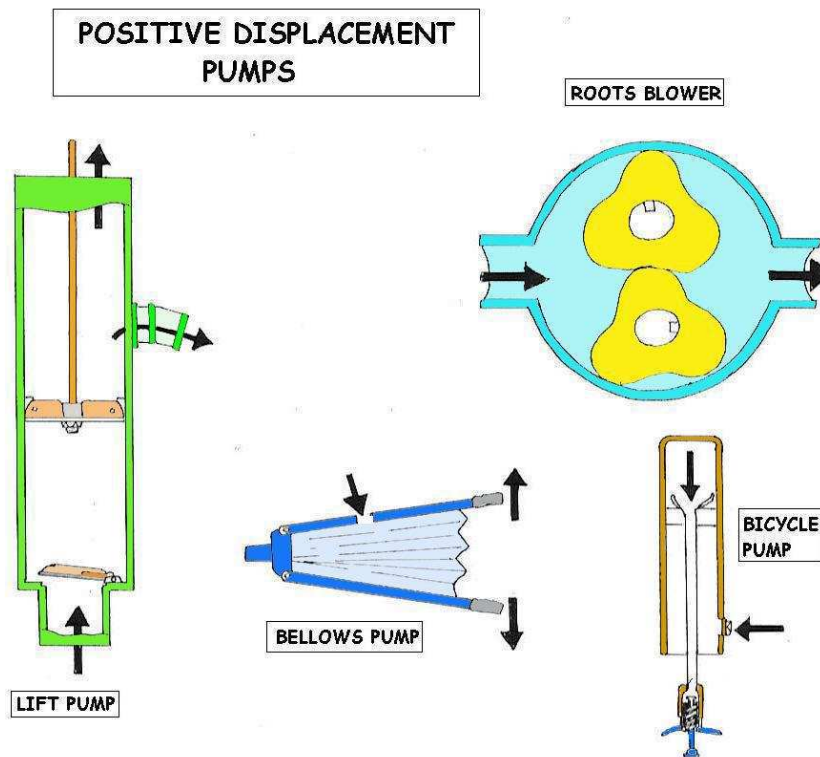 POSITIVE DISPLACEMENT
PUMPS
ROOTS BLOWER
BICYCLE
PUMP
BELLOWS PUMP
LIFT PUMP